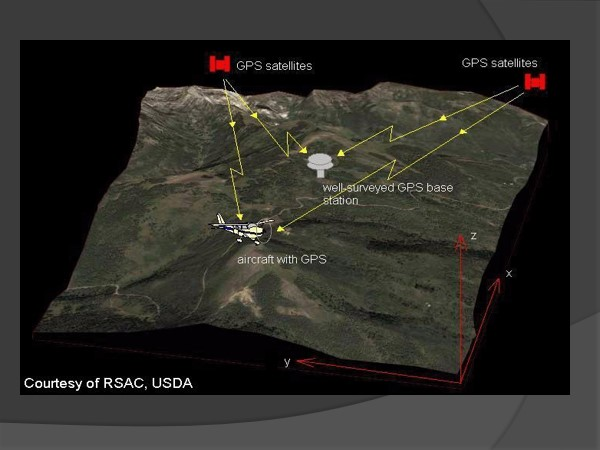 GPS satellites
GPS satellites
well-surveyed GPS base
station
aircraft with GPS
z
x
y
Courtesy of RSAC, USDA